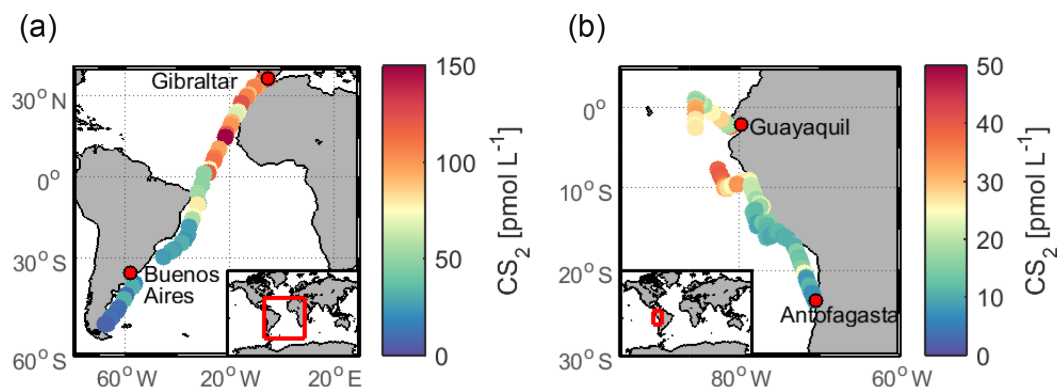 (a)
Gibraltar
Buenos
Aires
30° N
0°
30° S
60° S
60° W
20° W
20° E
150
100
50
0
CS₂ [pmol L⁻¹]
(b)
Guayaquil
Antofagasta
0°
10° S
20° S
30° S
80° W
60° W
50
40
30
20
10
0
CS₂ [pmol L⁻¹]